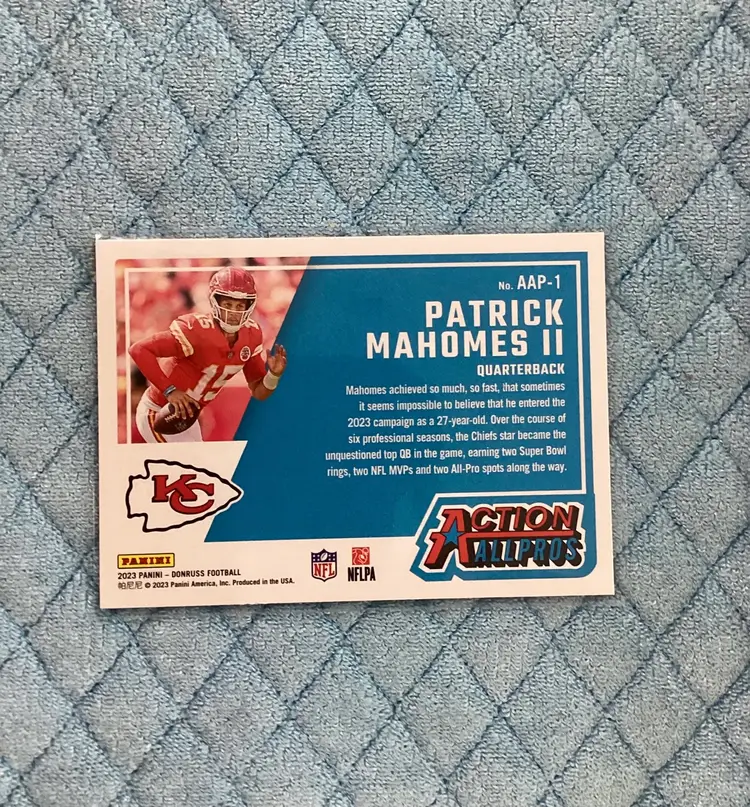 No. AAP-1
PATRICK
MAHOMES II
QUARTERBACK
Mahomes achieved so much, so fast, that sometimes
it seems impossible to believe that he entered the
2023 campaign as a 27-year-old. Over the course of
six professional seasons, the Chiefs star became the
unquestioned top QB in the game, earning two Super Bowl
rings, two NFL MVPs and two All-Pro spots along the way.
15
KC
ACTION
ALL PROS
PANINI
2023 PANINI – DONRUSS FOOTBALL
帕尼尼 © 2023 Panini America, Inc. Produced in the USA.
NFL
NFLPA